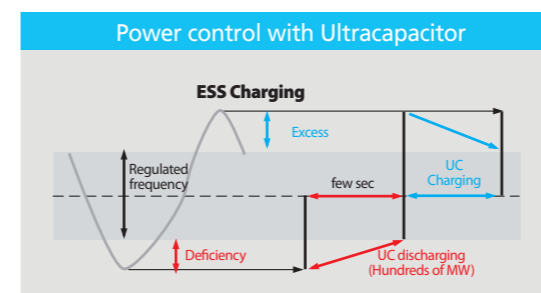 Power control with Ultracapacitor
ESS Charging
Excess
Regulated
frequency
few sec
UC
Charging
Deficiency
UC discharging
(Hundreds of MW)